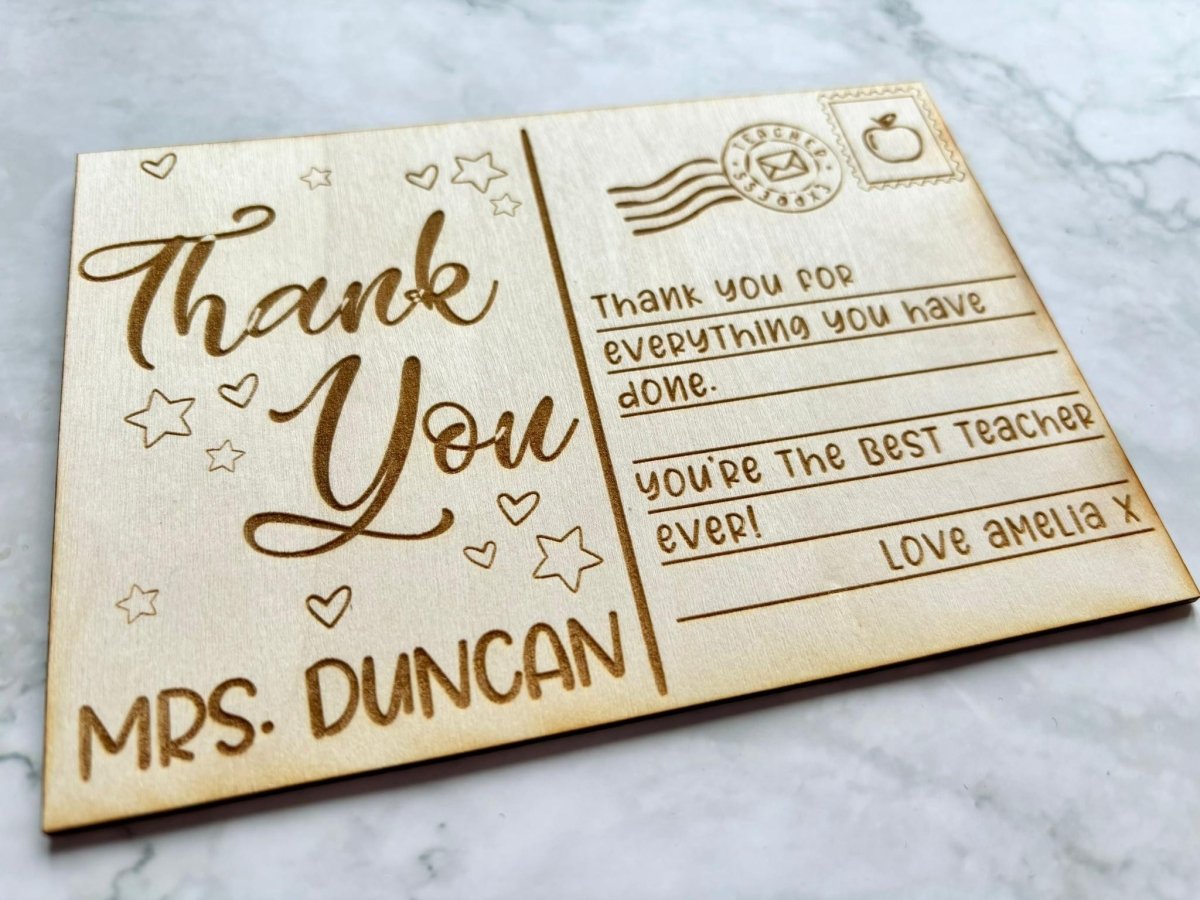 Thank
You
MRS. DUNCAN
TEACHER
EXPRESS
Thank you for
everything you have
done.
you're the best teacher
ever!
Love Amelia x